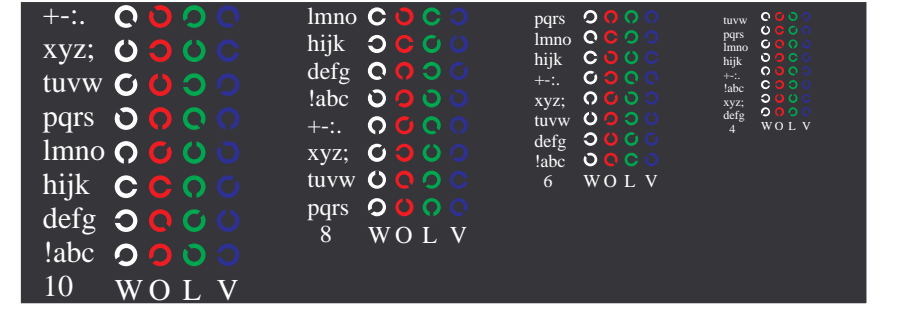 +-:.
xyz;
tuvw
pqrs
lmno
hijk
defg
!abc
10 W O L V
lmno
hijk
defg
!abc
+-:.
xyz;
tuvw
pqrs
8 W O L V
pqrs
lmno
hijk
+-:.
xyz;
tuvw
defg
!abc
6 W O L V
tuvw
pqrs
lmno
hijk
+-:.
!abc
xyz;
defg
4 W O L V